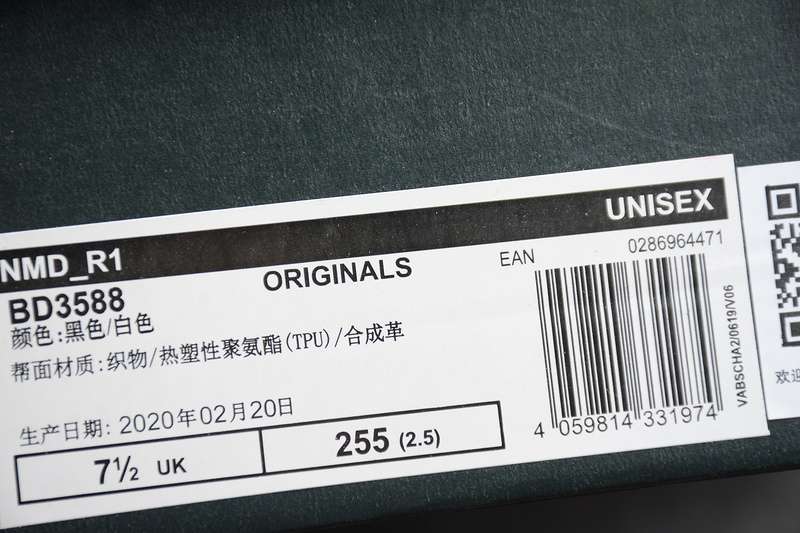 NMD_R1
UNISEX
BD3588
ORIGINALS
EAN
0286964471
颜色:黑色/白色
帮面材质:织物/热塑性聚氨酯(TPU)/合成革
生产日期: 2020年02月20日
7½ UK
255 (2.5)
4 059814 331974
VABSCHA2/0619/V06
欢迎